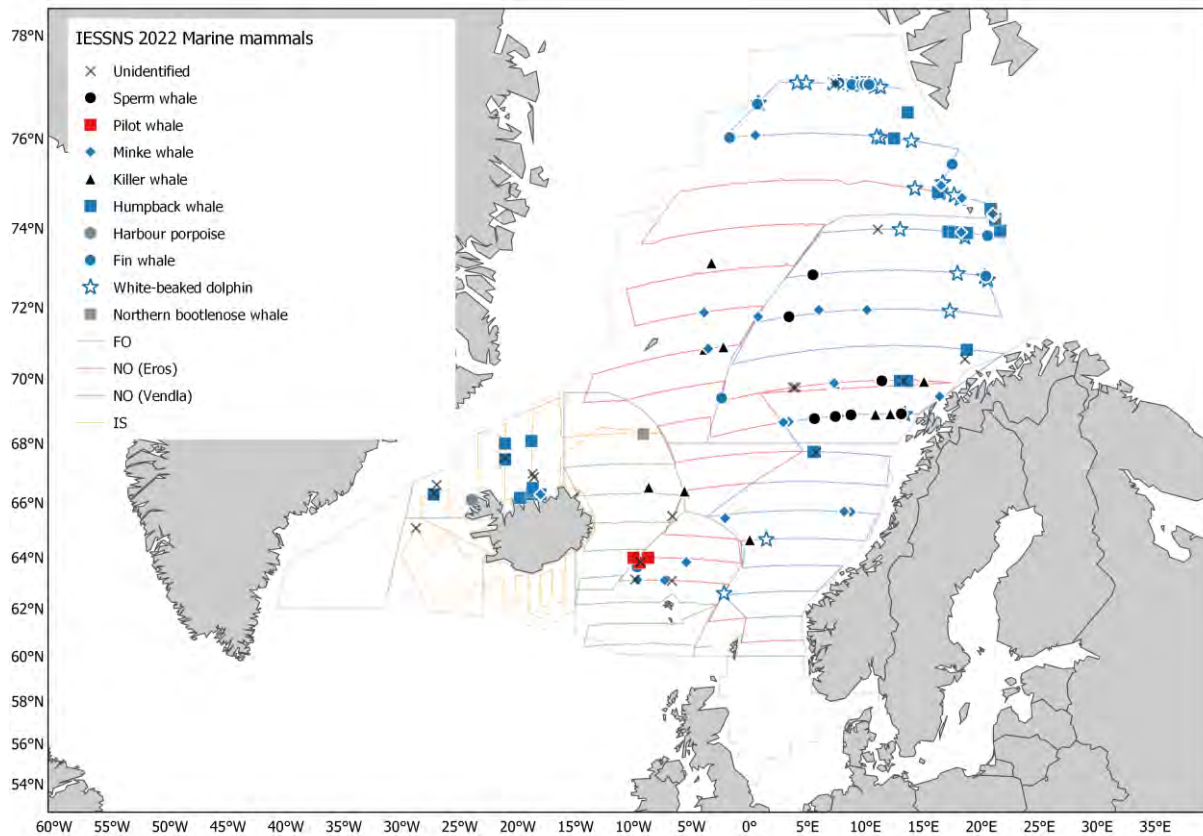 IESSNS 2022 Marine mammals
Unidentified
Sperm whale
Pilot whale
Minke whale
Killer whale
Humpback whale
Harbour porpoise
Fin whale
White-beaked dolphin
Northern bootlenose whale
FO
NO (Eros)
NO (Vendla)
IS
78°N
76°N
74°N
72°N
70°N
68°N
66°N
64°N
62°N
60°N
58°N
56°N
54°N
60°W 55°W 50°W 45°W 40°W 35°W 30°W 25°W 20°W 15°W 10°W 5°W 0° 5°E 10°E 15°E 20°E 25°E 30°E 35°E